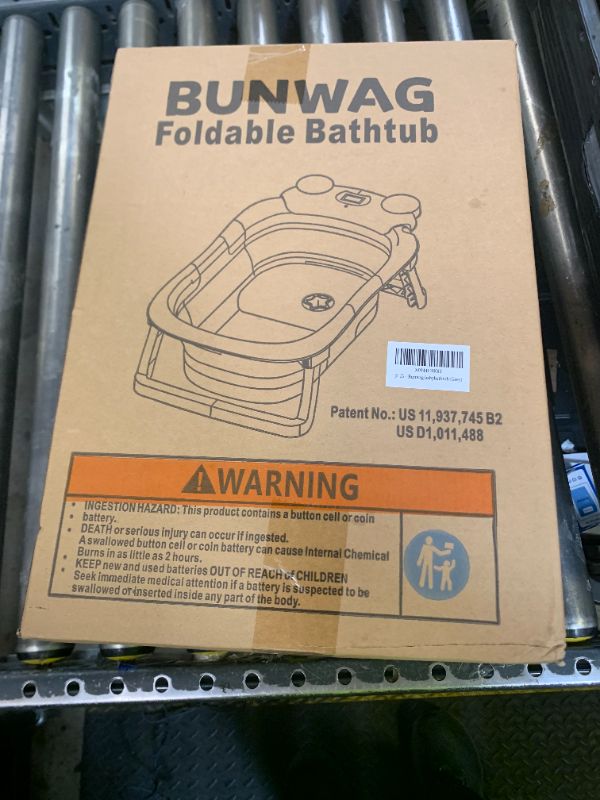 BUNWAG
Foldable Bathtub
Patent No.: US 11,937,745 B2
US D1,011,488
WARNING
• INGESTION HAZARD: This product contains a button cell or coin
• battery.
• DEATH or serious injury can occur if ingested.
A swallowed button cell or coin battery can cause Internal Chemical
• Burns in as little as 2 hours.
• KEEP new and used batteries OUT OF REACH of CHILDREN
• Seek immediate medical attention if a battery is suspected to be
swallowed or inserted inside any part of the body.